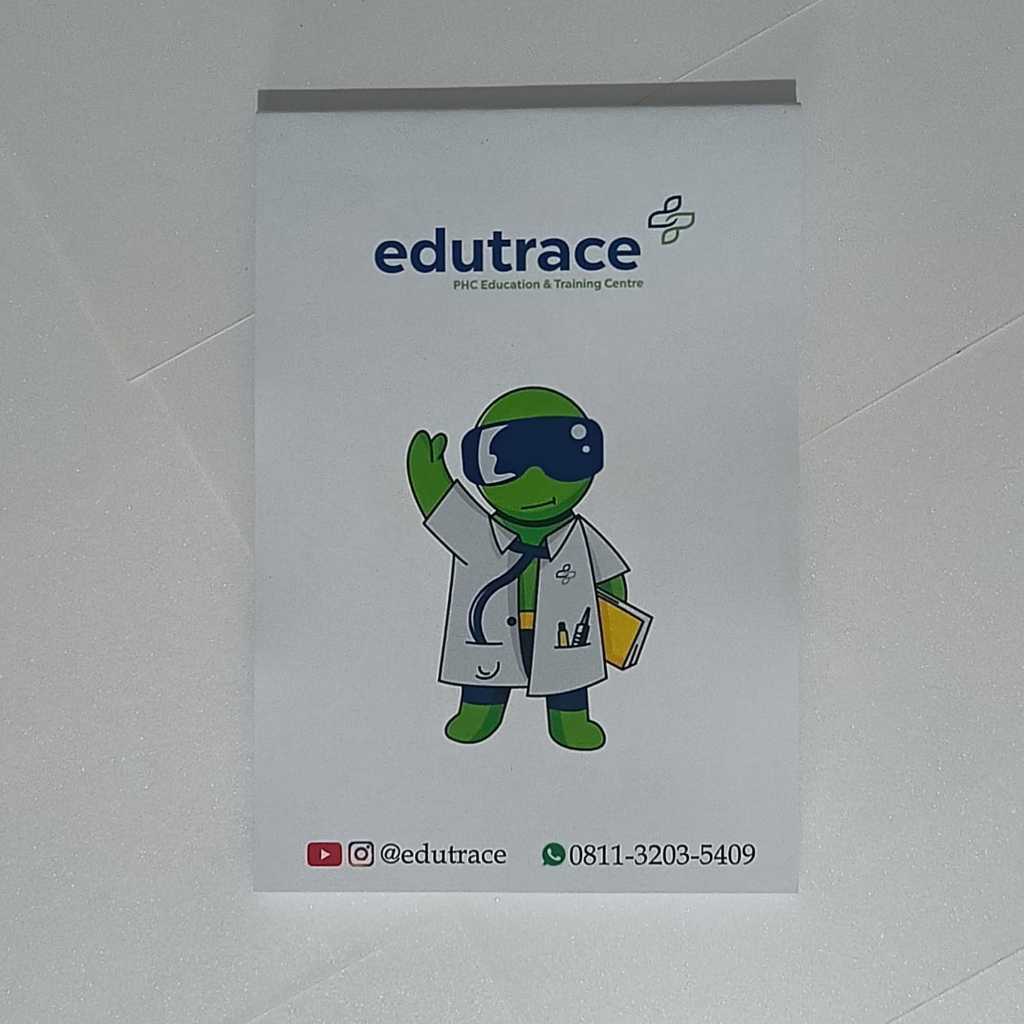 edutrace
PHC Education & Training Centre
@edutrace 0811-3203-5409